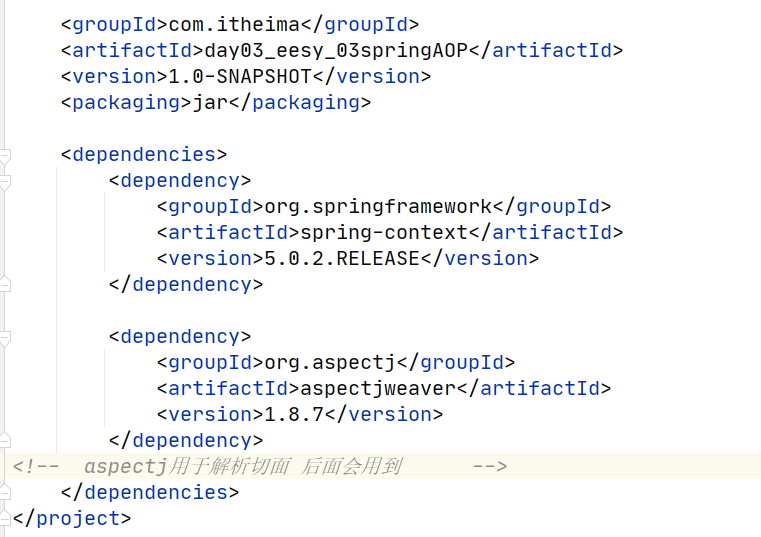 <groupId>com.itheima</groupId>
<artifactId>day03_eesy_03springAOP</artifactId>
<version>1.0-SNAPSHOT</version>
<packaging>jar</packaging>
<dependencies>
<dependency>
<groupId>org.springframework</groupId>
<artifactId>spring-context</artifactId>
<version>5.0.2.RELEASE</version>
</dependency>
<dependency>
<groupId>org.aspectj</groupId>
<artifactId>aspectjweaver</artifactId>
<version>1.8.7</version>
</dependency>
<!-- aspectj用于解析切面 后面会用到 -->
</dependencies>
</project>